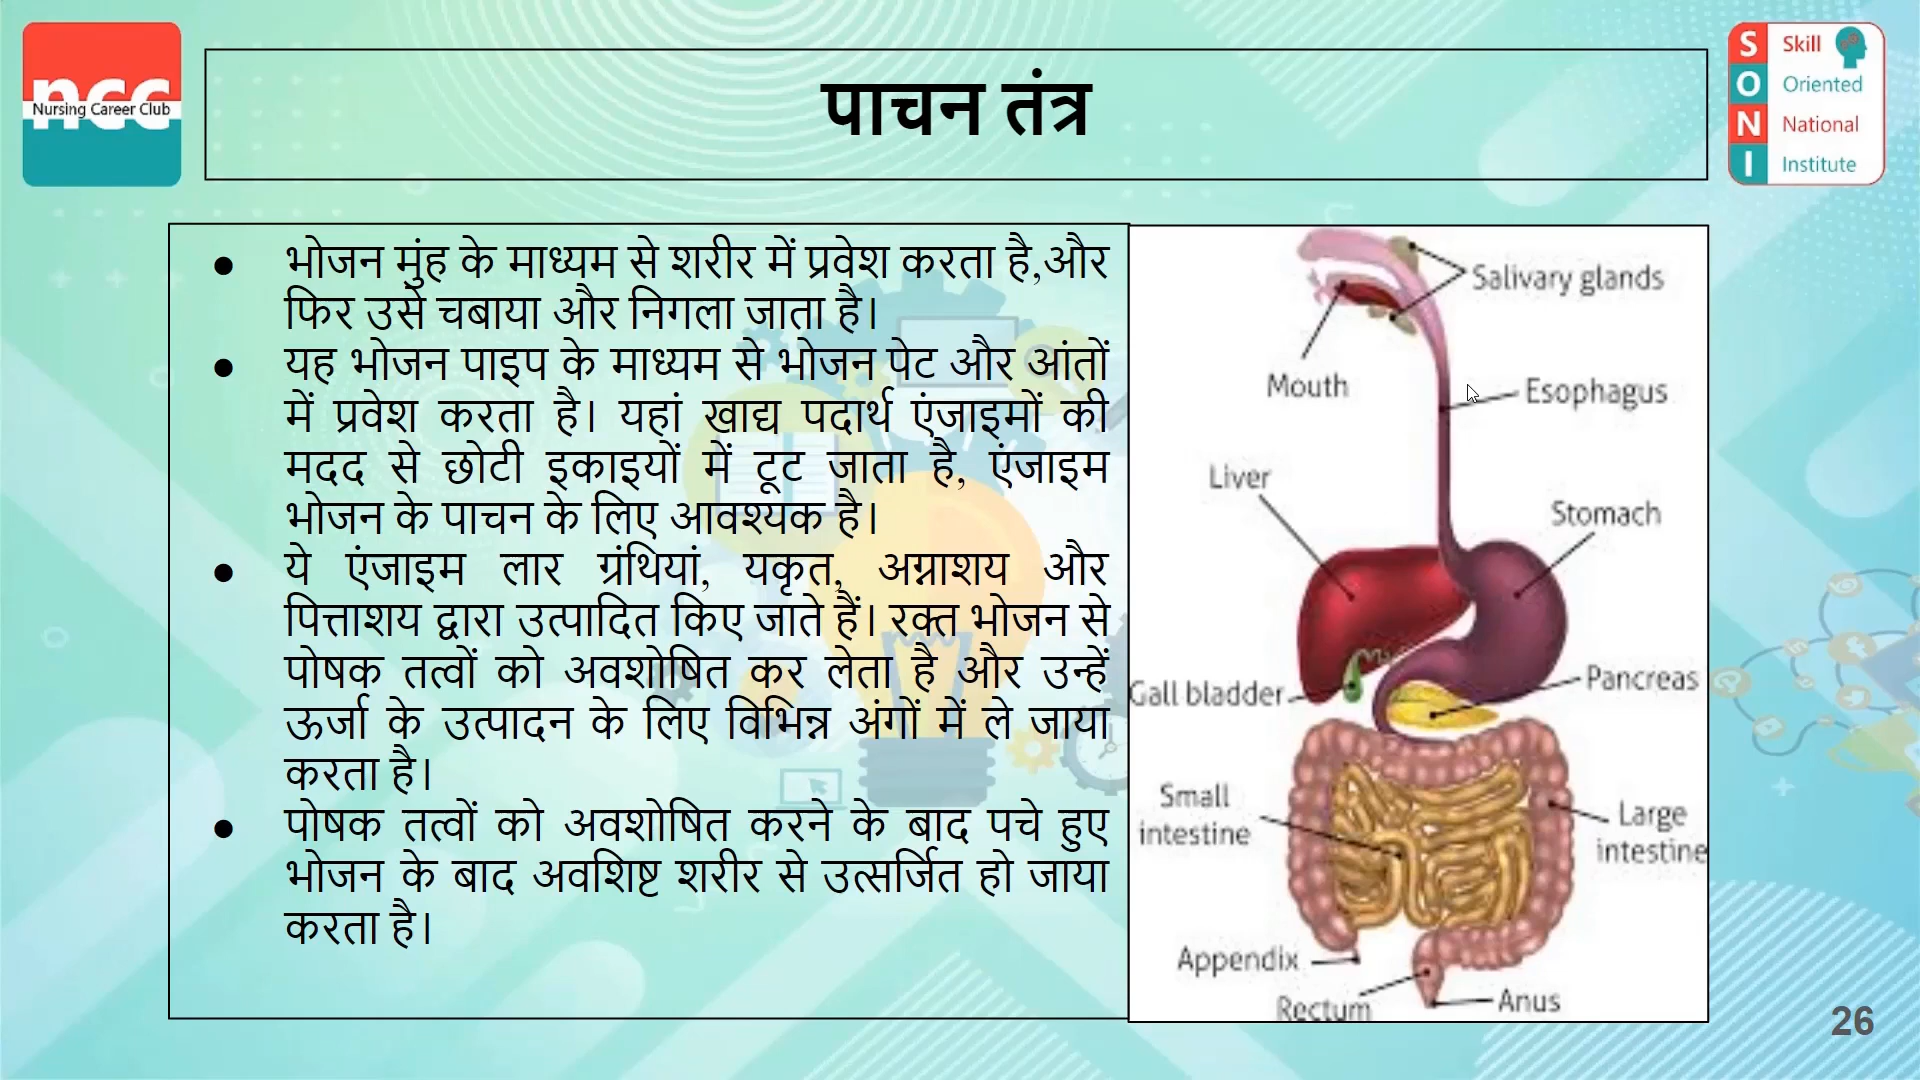 ncc
Nursing Career Club
पाचन तंत्र
S Skill
O Oriented
N National
I Institute
भोजन मुंह के माध्यम से शरीर में प्रवेश करता है,और
फिर उसे चबाया और निगला जाता है।
यह भोजन पाइप के माध्यम से भोजन पेट और आंतों
में प्रवेश करता है। यहां खाद्य पदार्थ एंजाइमों की
मदद से छोटी इकाइयों में टूट जाता है, एंजाइम
भोजन के पाचन के लिए आवश्यक है।
ये एंजाइम लार ग्रंथियां, यकृत, अग्नाशय और
पित्ताशय द्वारा उत्पादित किए जाते हैं। रक्त भोजन से
पोषक तत्वों को अवशोषित कर लेता है और उन्हें
ऊर्जा के उत्पादन के लिए विभिन्न अंगों में ले जाया
करता है।
पोषक तत्वों को अवशोषित करने के बाद पचे हुए
भोजन के बाद अवशिष्ट शरीर से उत्सर्जित हो जाया
करता है।
Salivary glands
Mouth
Esophagus
Liver
Stomach
Pancreas
Gall bladder
Small
intestine
Large
intestine
Appendix
Rectum
Anus
26